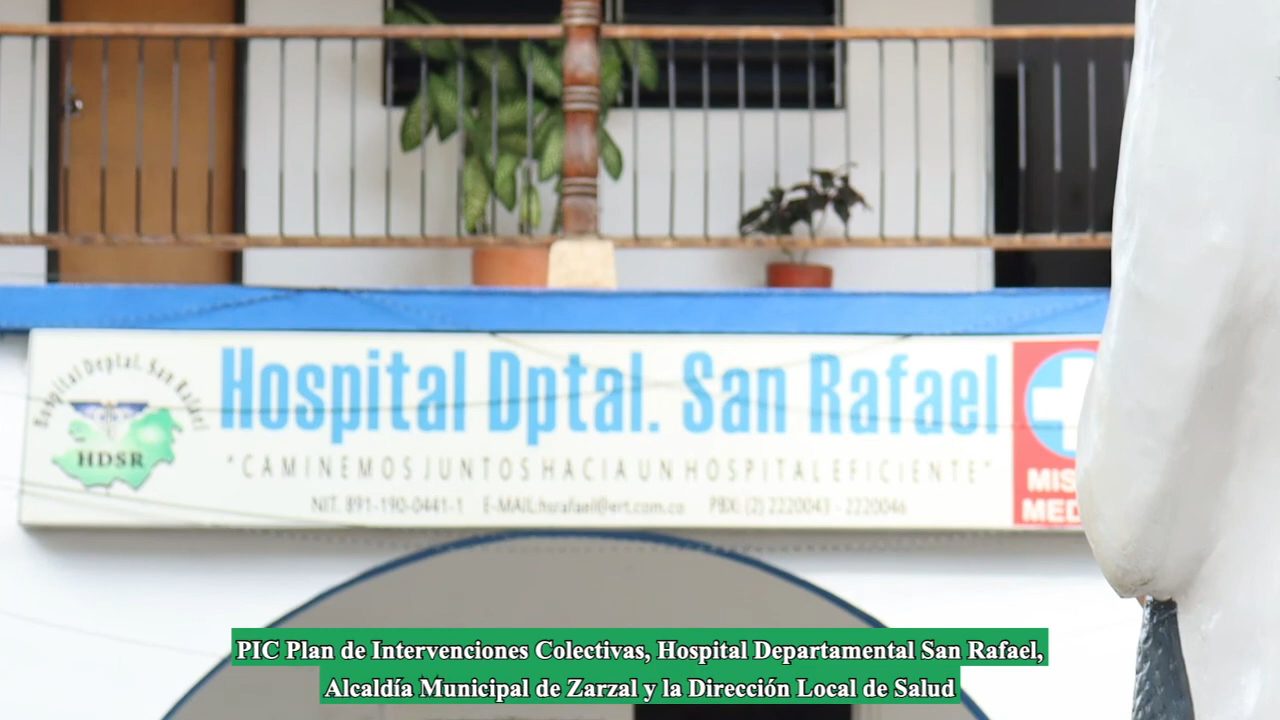 Hospital Deptal. San Rafael
HDSR
Hospital Dptal. San Rafael
"CAMINEMOS JUNTOS HACIA UN HOSPITAL EFICIENTE"
NIT. 891-190-0441-1 E-MAIL:hsrafael@ert.com.co PBX: (2) 2220043 - 2220046
MIS
MED
PIC Plan de Intervenciones Colectivas, Hospital Departamental San Rafael,
Alcaldía Municipal de Zarzal y la Dirección Local de Salud